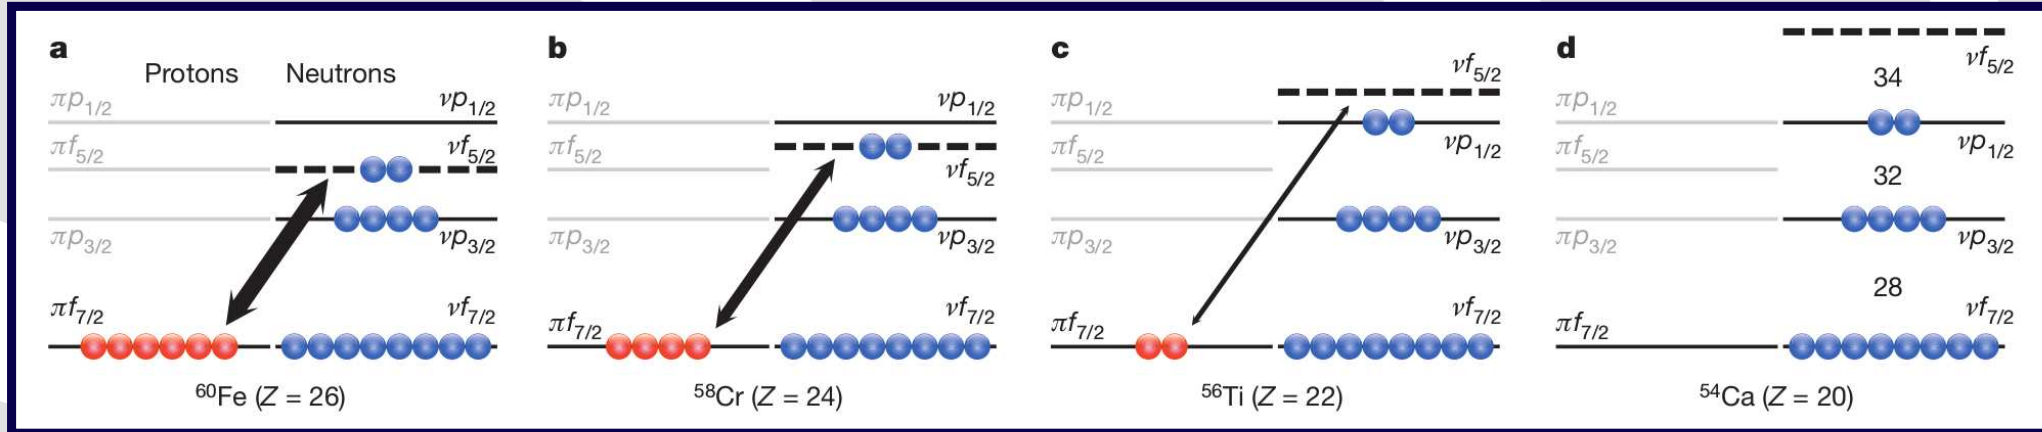 a
Protons Neutrons
πp1/2
νp1/2
πf5/2
νf5/2
πp3/2
νp3/2
πf7/2
νf7/2
60Fe (Z = 26)
b
πp1/2
νp1/2
πf5/2
νf5/2
πp3/2
νp3/2
πf7/2
νf7/2
58Cr (Z = 24)
c
νf5/2
πp1/2
νp1/2
πf5/2
πp3/2
νp3/2
πf7/2
νf7/2
56Ti (Z = 22)
d
νf5/2
34
πp1/2
νp1/2
πf5/2
32
πp3/2
νp3/2
28
πf7/2
νf7/2
54Ca (Z = 20)